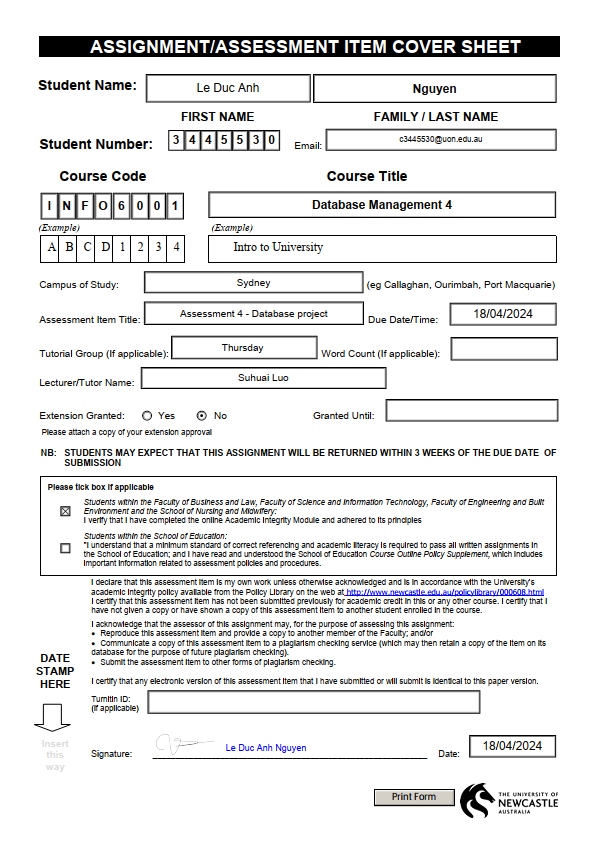 ASSIGNMENT/ASSESSMENT ITEM COVER SHEET
Student Name: Le Duc Anh Nguyen
FIRST NAME FAMILY / LAST NAME
Student Number: 3 4 4 5 5 3 0 Email: c3445530@uon.edu.au
Course Code Course Title
I N F O 6 0 0 1 Database Management 4
(Example) (Example)
A B C D 1 2 3 4 Intro to University
Campus of Study: Sydney (eg Callaghan, Ourimbah, Port Macquarie)
Assessment Item Title: Assessment 4 - Database project Due Date/Time: 18/04/2024
Tutorial Group (If applicable): Thursday Word Count (If applicable):
Lecturer/Tutor Name: Suhuai Luo
Extension Granted: Yes No Granted Until:
Please attach a copy of your extension approval
NB: STUDENTS MAY EXPECT THAT THIS ASSIGNMENT WILL BE RETURNED WITHIN 3 WEEKS OF THE DUE DATE OF
SUBMISSION
Please tick box if applicable
Students within the Faculty of Business and Law, Faculty of Science and Information Technology, Faculty of Engineering and Built
Environment and the School of Nursing and Midwifery:
I verify that I have completed the online Academic Integrity Module and adhered to its principles
Students within the School of Education:
"I understand that a minimum standard of correct referencing and academic literacy is required to pass all written assignments in
the School of Education; and I have read and understood the School of Education Course Outline Policy Supplement, which includes
important information related to assessment policies and procedures.
I declare that this assessment item is my own work unless otherwise acknowledged and is in accordance with the University's
academic integrity policy available from the Policy Library on the web at http://www.newcastle.edu.au/policylibrary/000608.html
I certify that this assessment item has not been submitted previously for academic credit in this or any other course. I certify that I
have not given a copy or have shown a copy of this assessment item to another student enrolled in the course.
I acknowledge that the assessor of this assignment may, for the purpose of assessing this assignment:
• Reproduce this assessment item and provide a copy to another member of the Faculty; and/or
• Communicate a copy of this assessment item to a plagiarism checking service (which may then retain a copy of the item on its
database for the purpose of future plagiarism checking).
• Submit the assessment item to other forms of plagiarism checking.
I certify that any electronic version of this assessment item that I have submitted or will submit is identical to this paper version.
DATE
STAMP
HERE
Turnitin ID:
(if applicable)
Insert
this
way
Signature: Le Duc Anh Nguyen Date: 18/04/2024
Print Form
THE UNIVERSITY OF
NEWCASTLE
AUSTRALIA